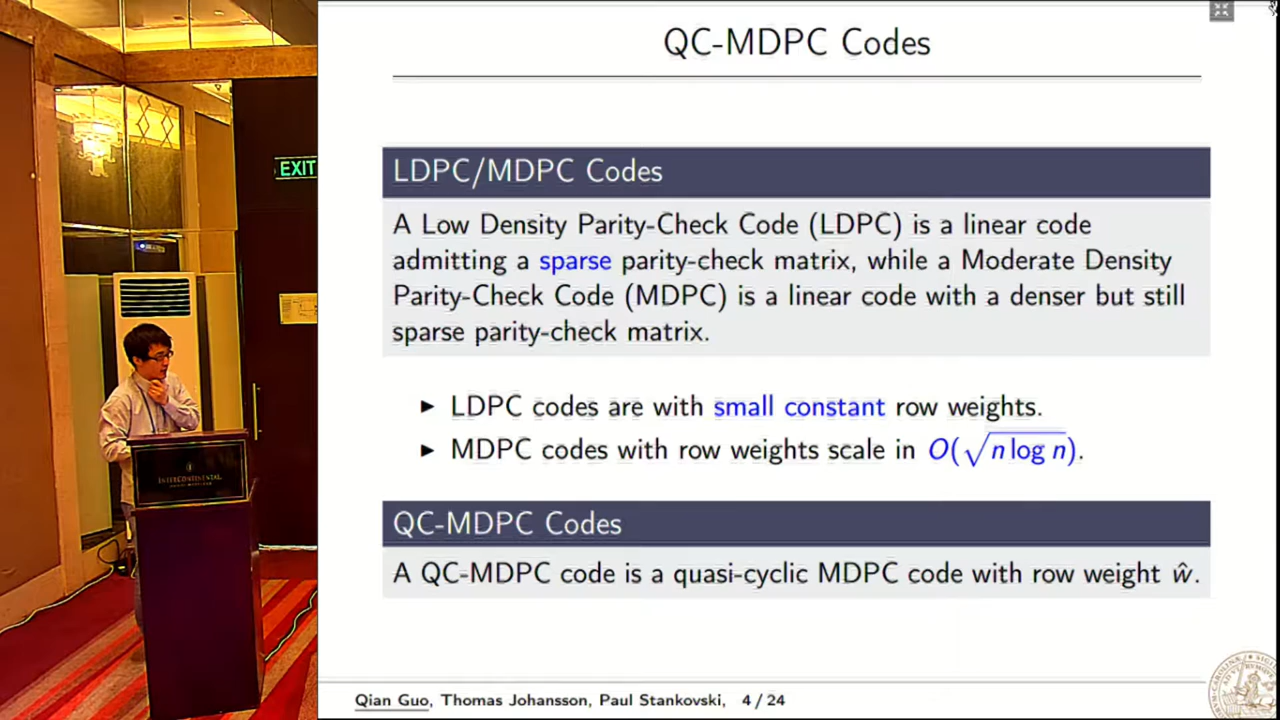 QC-MDPC Codes
EXIT
LDPC/MDPC Codes
A Low Density Parity-Check Code (LDPC) is a linear code
admitting a sparse parity-check matrix, while a Moderate Density
Parity-Check Code (MDPC) is a linear code with a denser but still
sparse parity-check matrix.
► LDPC codes are with small constant row weights.
► MDPC codes with row weights scale in O(√n log n).
INTERCONTINENTAL
QC-MDPC Codes
A QC-MDPC code is a quasi-cyclic MDPC code with row weight ŵ.
Qian Guo, Thomas Johansson, Paul Stankovski, 4 / 24